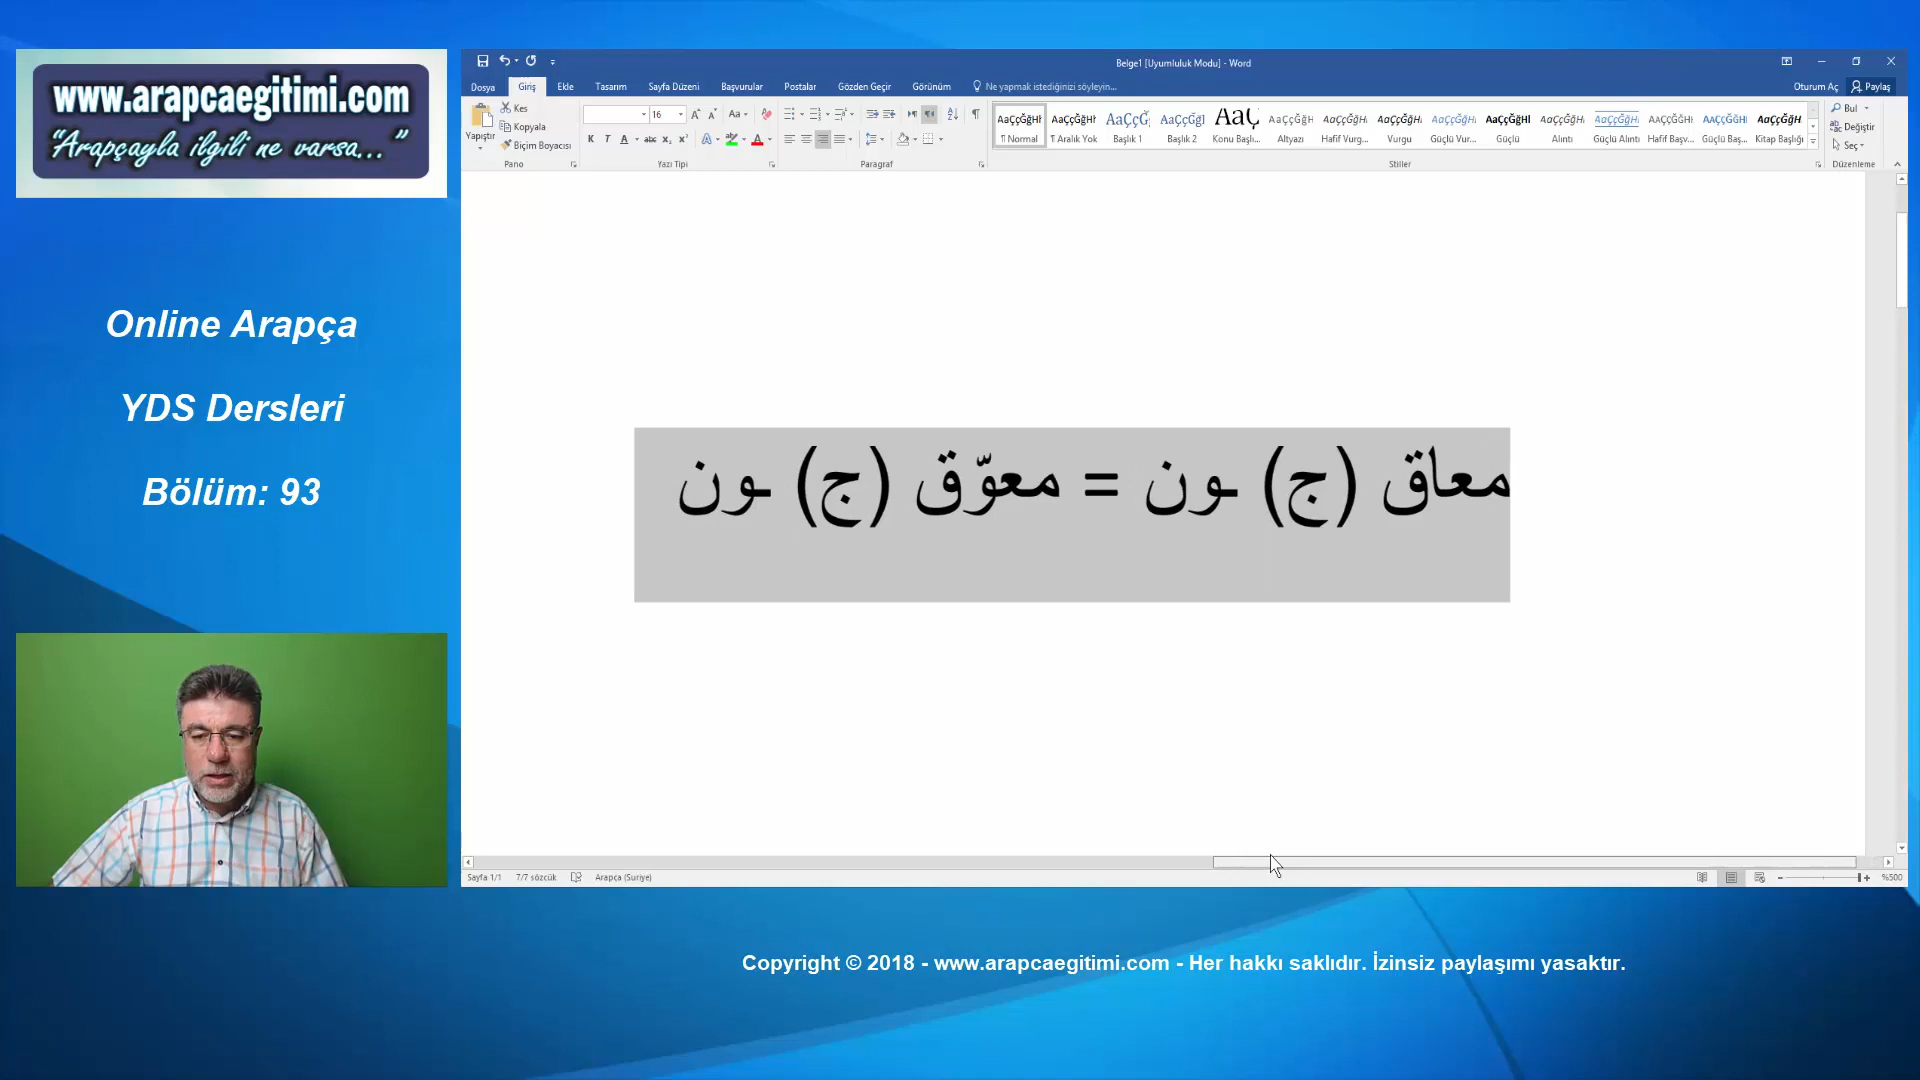 www.arapcaegitimi.com
“Arapçayla ilgili ne varsa...”
Online Arapça
YDS Dersleri
Bölüm: 93
Belge1 [Uyumluluk Modu] - Word
Dosya Giriş Ekle Tasarım Sayfa Düzeni Başvurular Postalar Gözden Geçir Görünüm Ne yapmak istediğinizi söyleyin... Oturum Aç Paylaş
Yapıştır
Kes
Kopyala
Biçim Boyacısı
16
¶ Normal ¶ Aralık Yok Başlık 1 Başlık 2 Konu Başlı... Altyazı Hafif Vurg... Vurgu Güçlü Vur... Güçlü Alıntı Güçlü Alıntı Hafif Başv... Güçlü Baş... Kitap Başlığı
Bul
Değiştir
Seç
Pano Yazı Tipi Paragraf Stiller Düzenleme
معاق (ج) ـون = معوّق (ج) ـون
Sayfa 1/1 7/7 sözcük Arapça (Suriye) %500
Copyright © 2018 - www.arapcaegitimi.com - Her hakkı saklıdır. İzinsiz paylaşımı yasaktır.